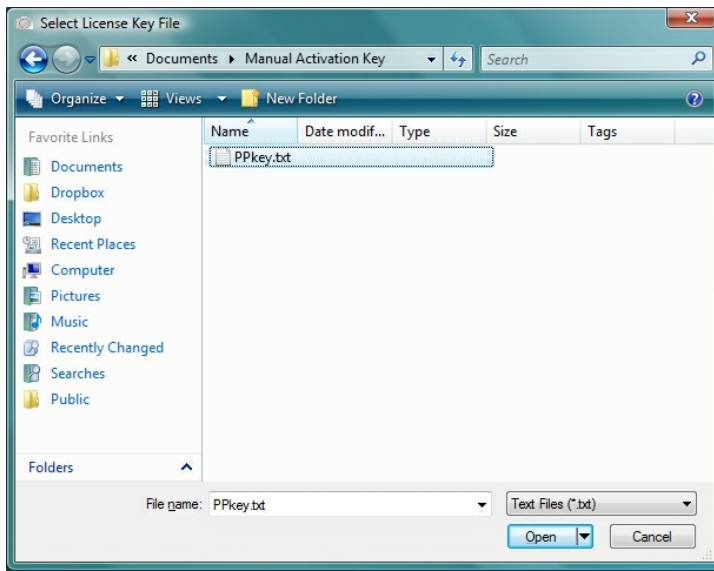 Select License Key File
« Documents ▸ Manual Activation Key Search
Organize Views New Folder
Favorite Links
Documents
Dropbox
Desktop
Recent Places
Computer
Pictures
Music
Recently Changed
Searches
Public
Folders
Name Date modif... Type Size Tags
PPkey.txt
File name: PPkey.txt Text Files (*.txt)
Open Cancel